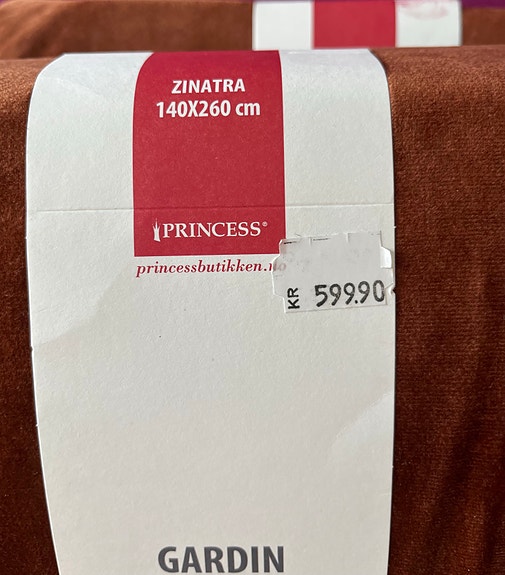 ZINATRA
140X260 cm
PRINCESS®
princessbutikken.no
KR 599.90
GARDIN